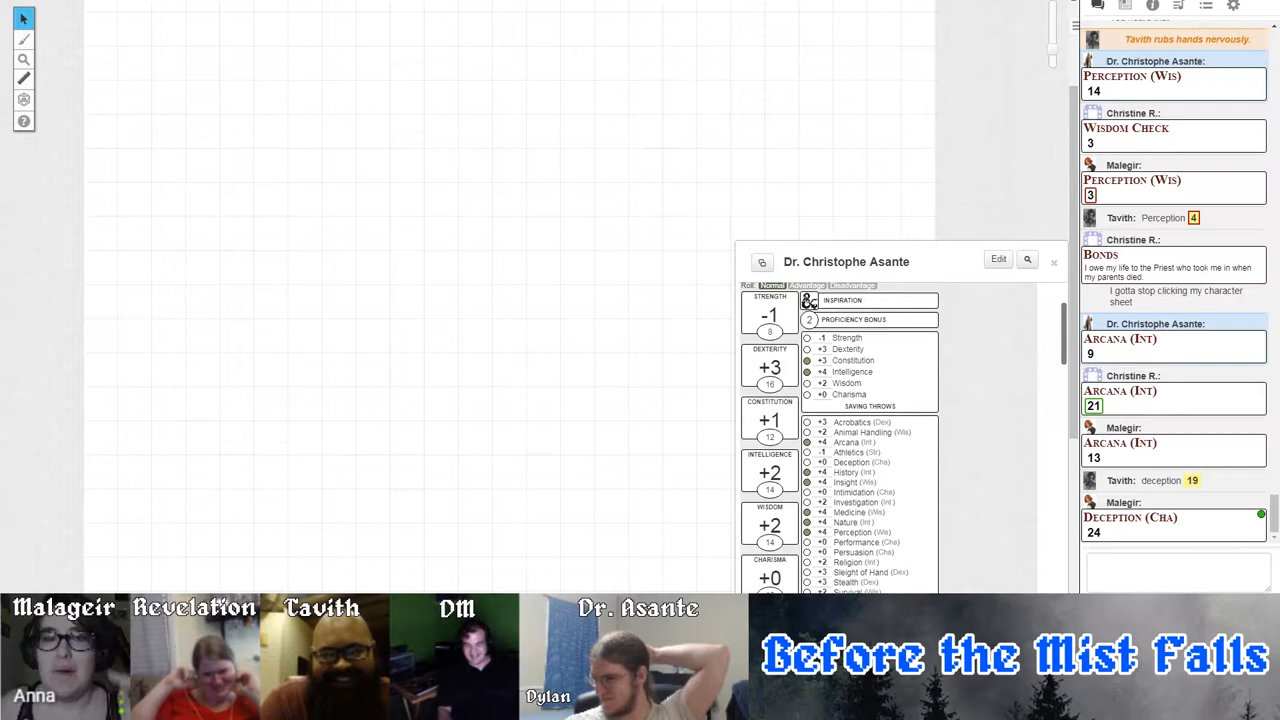 Tavith rubs hands nervously.
Dr. Christophe Asante:
PERCEPTION (WIS)
14
Christine R.:
WISDOM CHECK
3
Malegir:
PERCEPTION (WIS)
3
Tavith: Perception 4
Christine R.:
BONDS
I owe my life to the Priest who took me in when
my parents died.
I gotta stop clicking my character
sheet
Dr. Christophe Asante:
ARCANA (INT)
9
Christine R.:
ARCANA (INT)
21
Malegir:
ARCANA (INT)
13
Tavith: deception 19
Malegir:
DECEPTION (CHA)
24
Dr. Christophe Asante
Edit
Roll: Normal Advantage Disadvantage
STRENGTH
-1
8
DEXTERITY
+3
16
CONSTITUTION
+1
12
INTELLIGENCE
+2
14
WISDOM
+2
14
CHARISMA
+0
INSPIRATION
2 PROFICIENCY BONUS
-1 Strength
+3 Dexterity
+3 Constitution
+4 Intelligence
+2 Wisdom
+0 Charisma
SAVING THROWS
+3 Acrobatics (Dex)
+2 Animal Handling (Wis)
+4 Arcana (Int)
-1 Athletics (Str)
+0 Deception (Cha)
+4 History (Int)
+4 Insight (Wis)
+0 Intimidation (Cha)
+2 Investigation (Int)
+4 Medicine (Wis)
+4 Nature (Int)
+4 Perception (Wis)
+0 Performance (Cha)
+0 Persuasion (Cha)
+2 Religion (Int)
+3 Sleight of Hand (Dex)
+3 Stealth (Dex)
Malageir
Anna
Revelation
Tavith
DM
Dr. Asante
Dylan
Before the Mist Falls